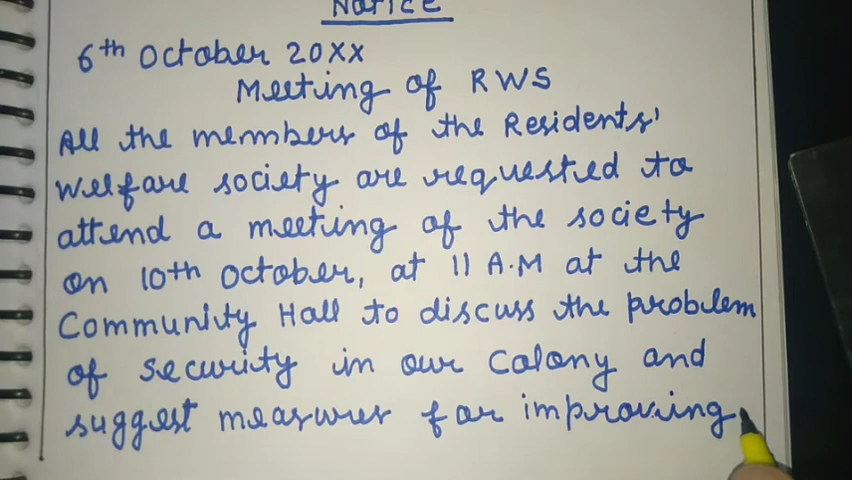 Notice
6th October 20XX
Meeting of RWS
All the members of the Residents'
Welfare society are requested to
attend a meeting of the society
on 10th October, at 11 A.M at the
Community Hall to discuss the problem
of security in our Colony and
suggest measures for improving